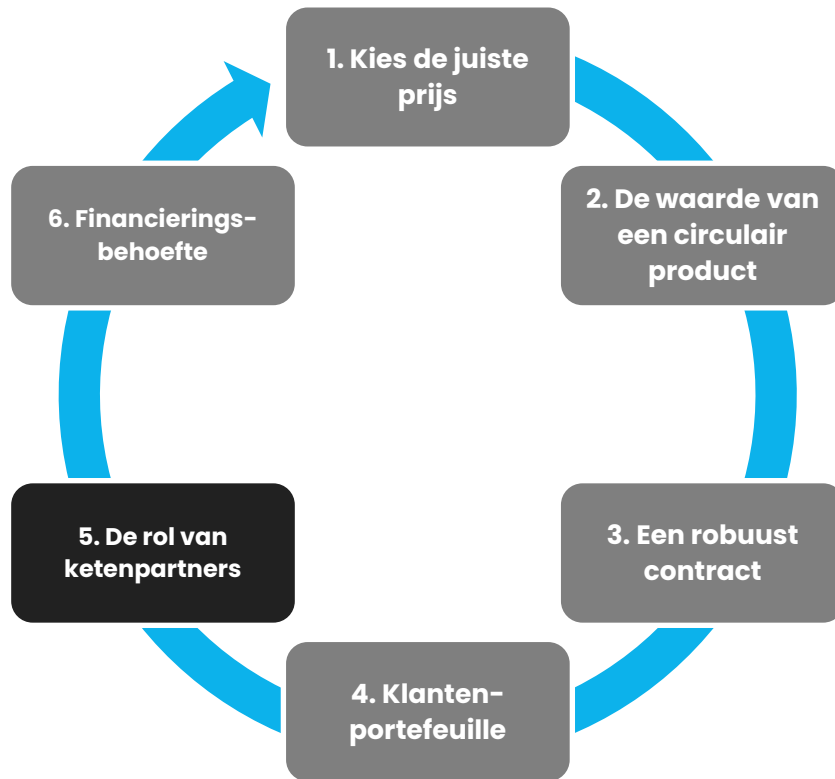 1. Kies de juiste
prijs
2. De waarde van
een circulair
product
3. Een robuust
contract
4. Klanten-
portefeuille
5. De rol van
ketenpartners
6. Financierings-
behoefte